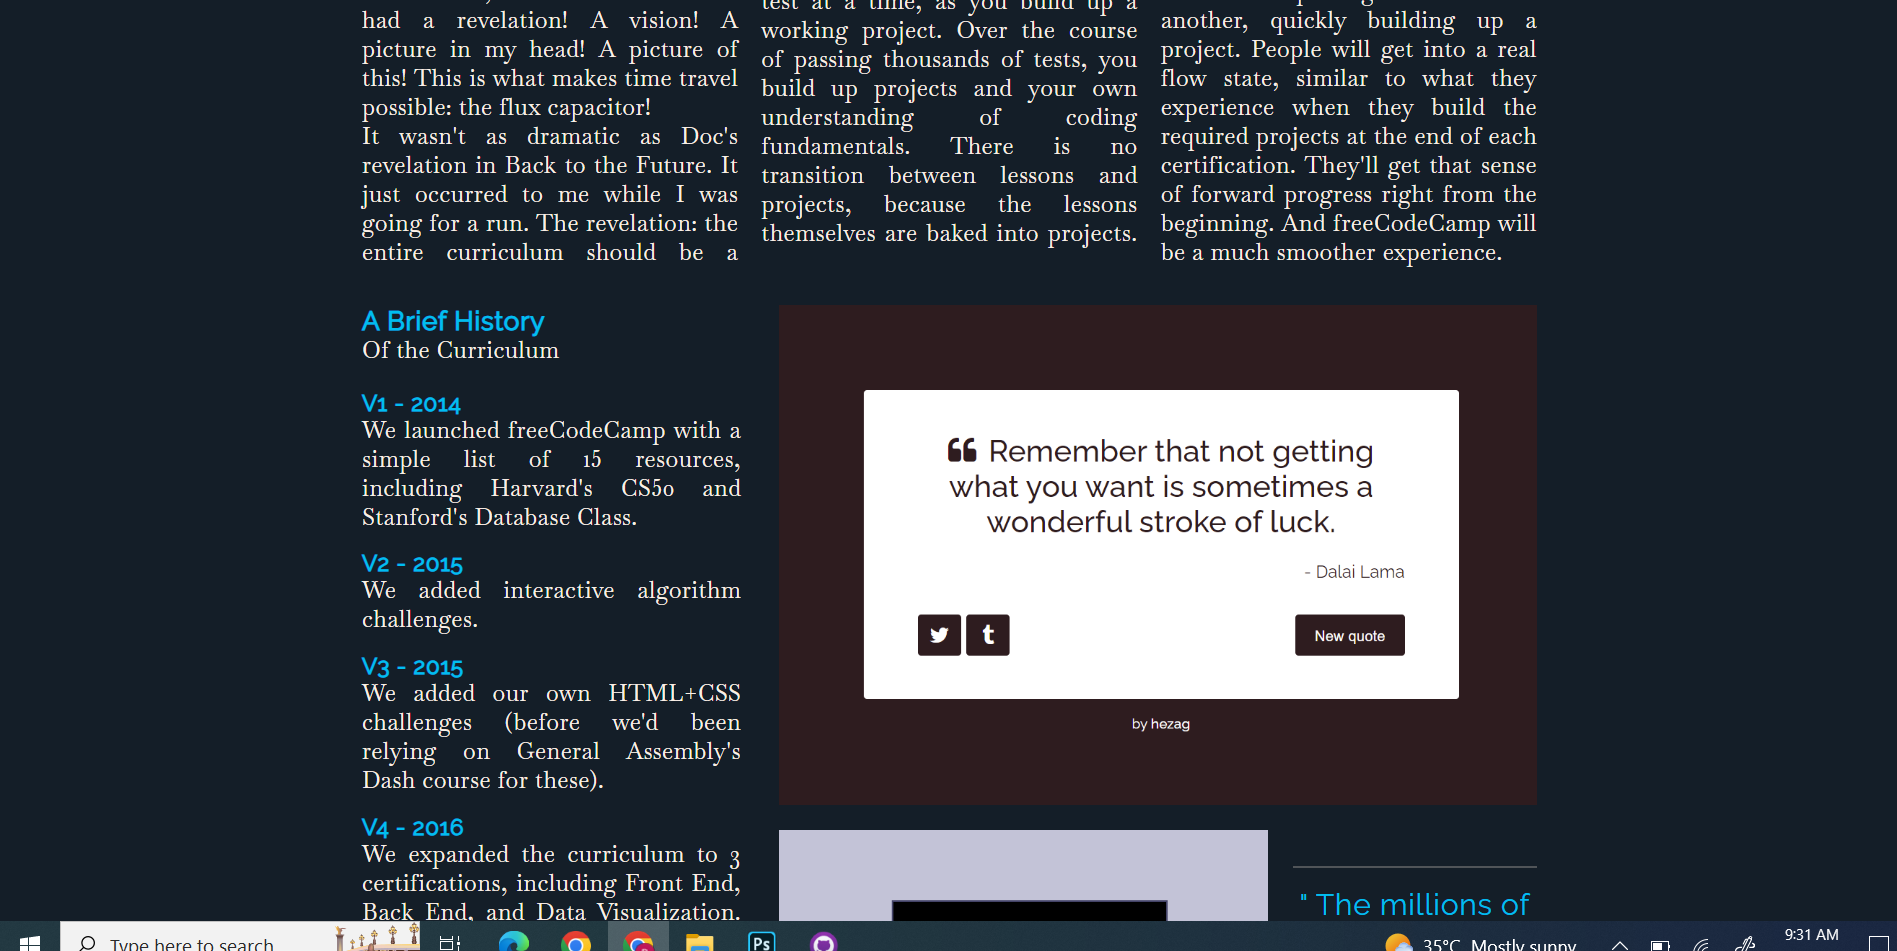 had a revelation! A vision! A
picture in my head! A picture of
this! This is what makes time travel
possible: the flux capacitor!
It wasn't as dramatic as Doc's
revelation in Back to the Future. It
just occurred to me while I was
going for a run. The revelation: the
entire curriculum should be a
test at a time, as you build up a
working project. Over the course
of passing thousands of tests, you
build up projects and your own
understanding of coding
fundamentals. There is no
transition between lessons and
projects, because the lessons
themselves are baked into projects.
another, quickly building up a
project. People will get into a real
flow state, similar to what they
experience when they build the
required projects at the end of each
certification. They'll get that sense
of forward progress right from the
beginning. And freeCodeCamp will
be a much smoother experience.
A Brief History
Of the Curriculum
V1 - 2014
We launched freeCodeCamp with a
simple list of 15 resources,
including Harvard's CS50 and
Stanford's Database Class.
V2 - 2015
We added interactive algorithm
challenges.
V3 - 2015
We added our own HTML+CSS
challenges (before we'd been
relying on General Assembly's
Dash course for these).
V4 - 2016
We expanded the curriculum to 3
certifications, including Front End,
Back End, and Data Visualization.
❝ Remember that not getting
what you want is sometimes a
wonderful stroke of luck.
- Dalai Lama
t
New quote
by hezag
" The millions of
Type here to search
Ps
35°C Mostly sunny
9:31 AM